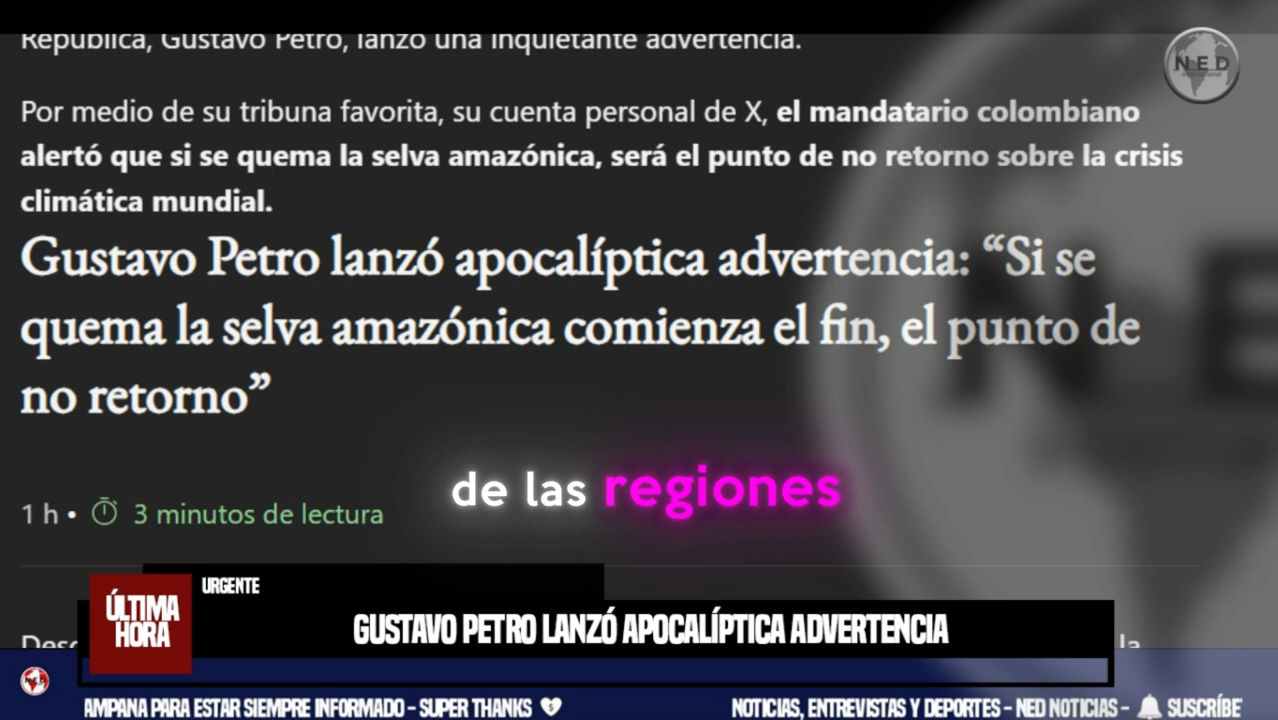 República, Gustavo Petro, lanzó una inquietante advertencia.
NED
Por medio de su tribuna favorita, su cuenta personal de X, el mandatario colombiano
alertó que si se quema la selva amazónica, será el punto de no retorno sobre la crisis
climática mundial.
Gustavo Petro lanzó apocalíptica advertencia: “Si se
quema la selva amazónica comienza el fin, el punto de
no retorno”
de las regiones
1 h • 3 minutos de lectura
URGENTE
ÚLTIMA
HORA
GUSTAVO PETRO LANZÓ APOCALÍPTICA ADVERTENCIA
la
AMPANA PARA ESTAR SIEMPRE INFORMADO - SUPER THANKS
NOTICIAS, ENTREVISTAS Y DEPORTES - NED NOTICIAS - SUSCRÍBE